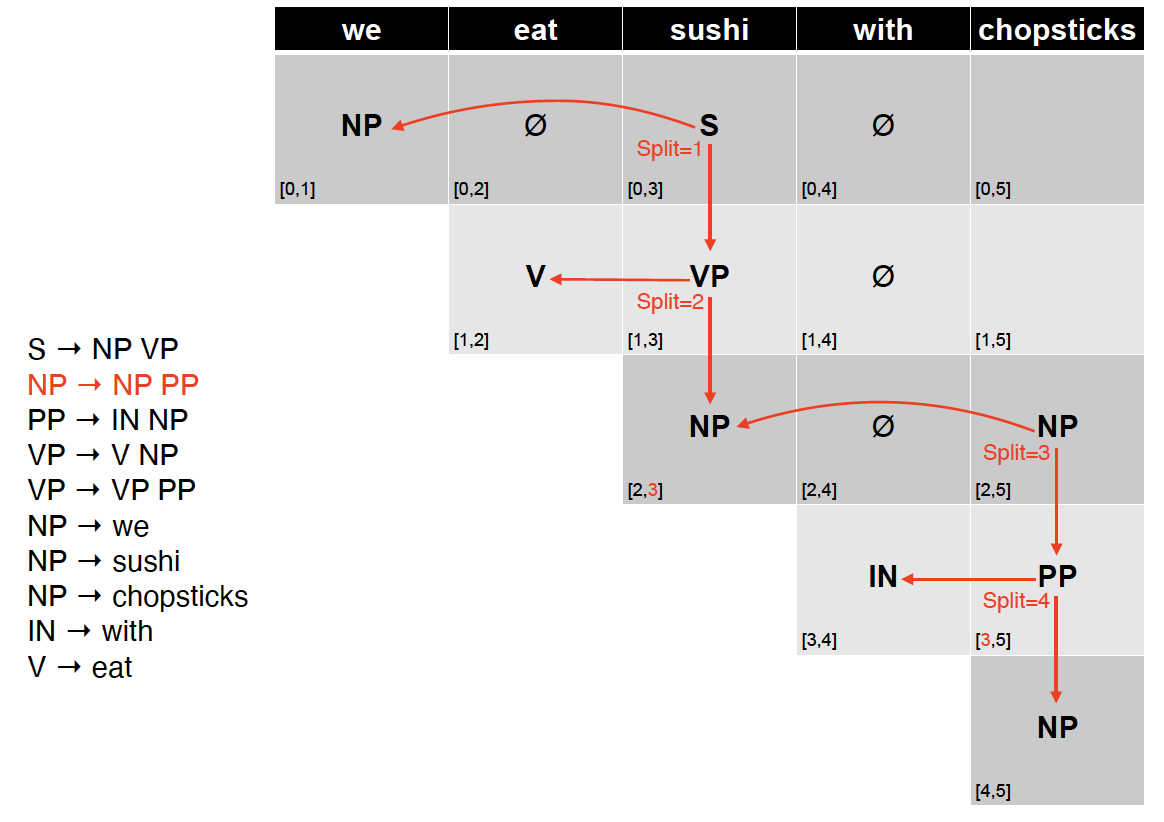 we eat sushi with chopsticks
NP Ø S Ø
Split=1
[0,1] [0,2] [0,3] [0,4] [0,5]
V VP Ø
Split=2
[1,2] [1,3] [1,4] [1,5]
NP Ø NP
Split=3
[2,3] [2,4] [2,5]
IN PP
Split=4
[3,4] [3,5]
NP
[4,5]
S → NP VP
NP → NP PP
PP → IN NP
VP → V NP
VP → VP PP
NP → we
NP → sushi
NP → chopsticks
IN → with
V → eat